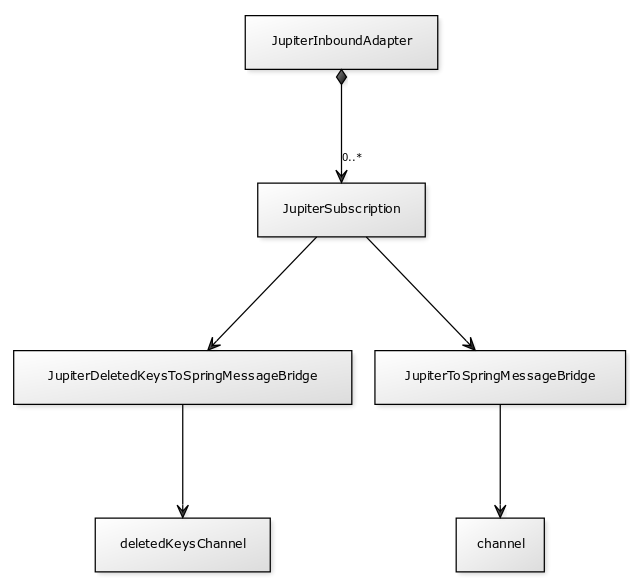 JupiterInboundAdapter
0..*
JupiterSubscription
JupiterDeletedKeysToSpringMessageBridge
JupiterToSpringMessageBridge
deletedKeysChannel
channel